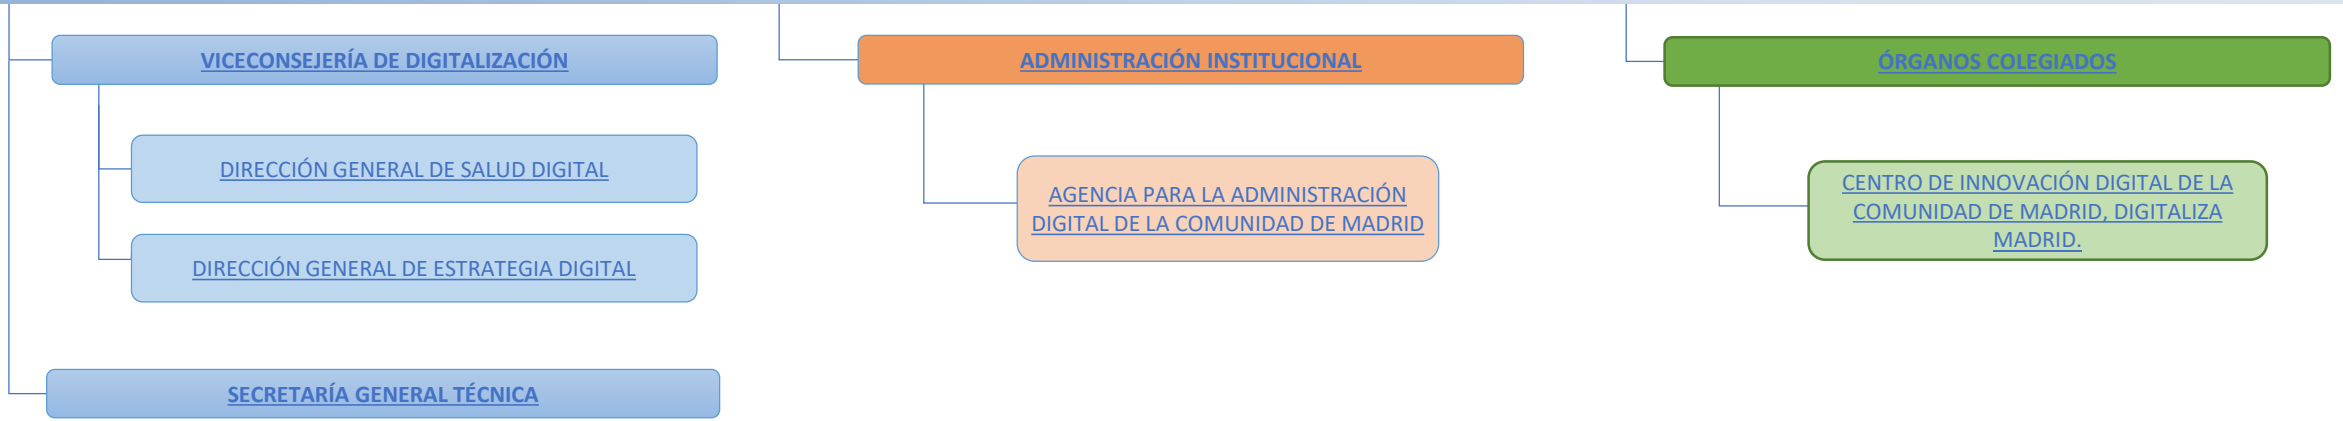 VICECONSEJERÍA DE DIGITALIZACIÓN
DIRECCIÓN GENERAL DE SALUD DIGITAL
DIRECCIÓN GENERAL DE ESTRATEGIA DIGITAL
SECRETARÍA GENERAL TÉCNICA
ADMINISTRACIÓN INSTITUCIONAL
AGENCIA PARA LA ADMINISTRACIÓN
DIGITAL DE LA COMUNIDAD DE MADRID
ÓRGANOS COLEGIADOS
CENTRO DE INNOVACIÓN DIGITAL DE LA
COMUNIDAD DE MADRID, DIGITALIZA
MADRID.